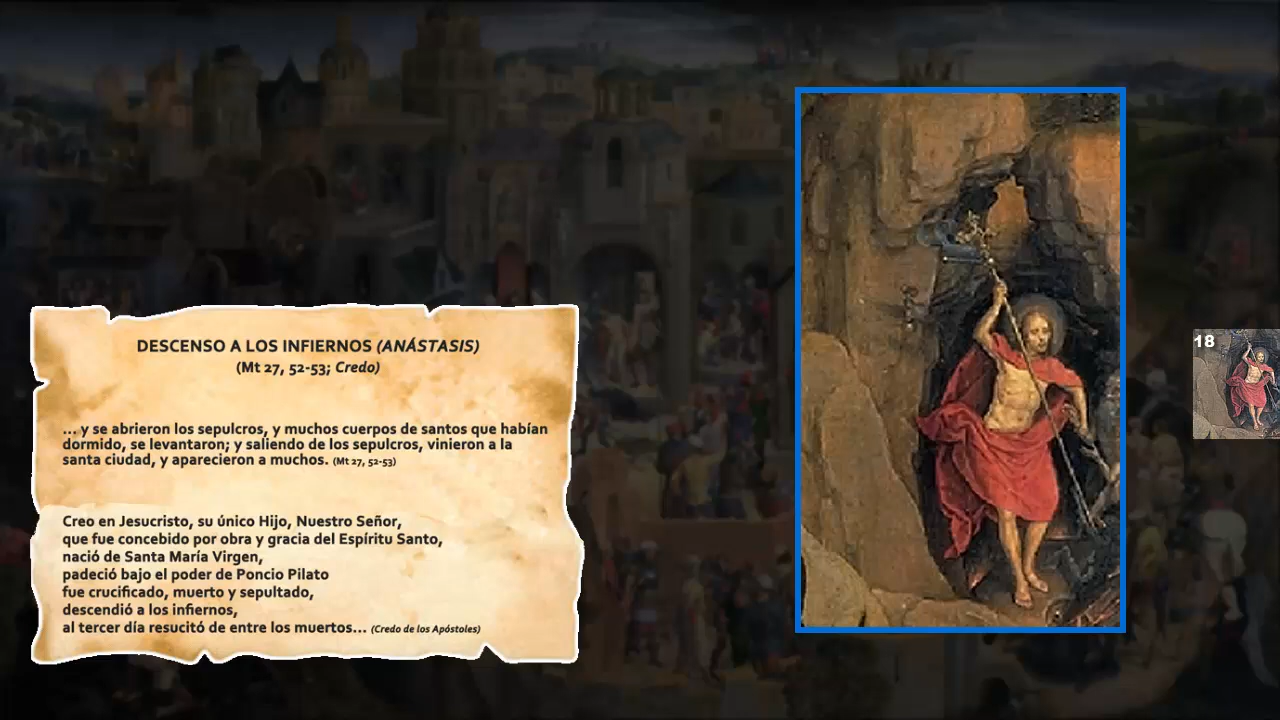 DESCENSO A LOS INFIERNOS (ANÁSTASIS)
(Mt 27, 52-53; Credo)
... y se abrieron los sepulcros, y muchos cuerpos de santos que habían
dormido, se levantaron; y saliendo de los sepulcros, vinieron a la
santa ciudad, y aparecieron a muchos. (Mt 27, 52-53)
Creo en Jesucristo, su único Hijo, Nuestro Señor,
que fue concebido por obra y gracia del Espíritu Santo,
nació de Santa María Virgen,
padeció bajo el poder de Poncio Pilato
fue crucificado, muerto y sepultado,
descendió a los infiernos,
al tercer día resucitó de entre los muertos... (Credo de los Apóstoles)
18